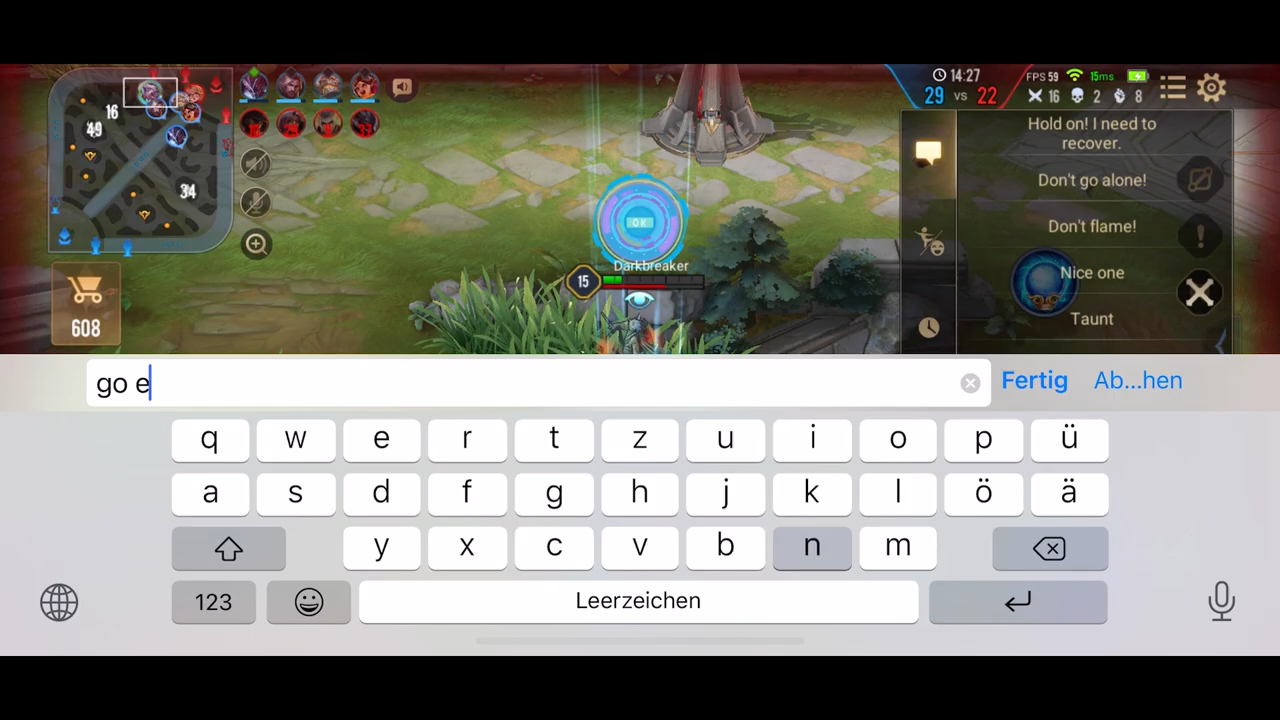 16
49
34
608
14:27
29 VS 22
FPS 59
15ms
16 2 8
Hold on! I need to
recover.
Don't go alone!
Don't flame!
Nice one
Taunt
OK
Darkbreaker
15
go e
Fertig
Ab...hen
q w e r t z u i o p ü
a s d f g h j k l ö ä
y x c v b n m
123
Leerzeichen